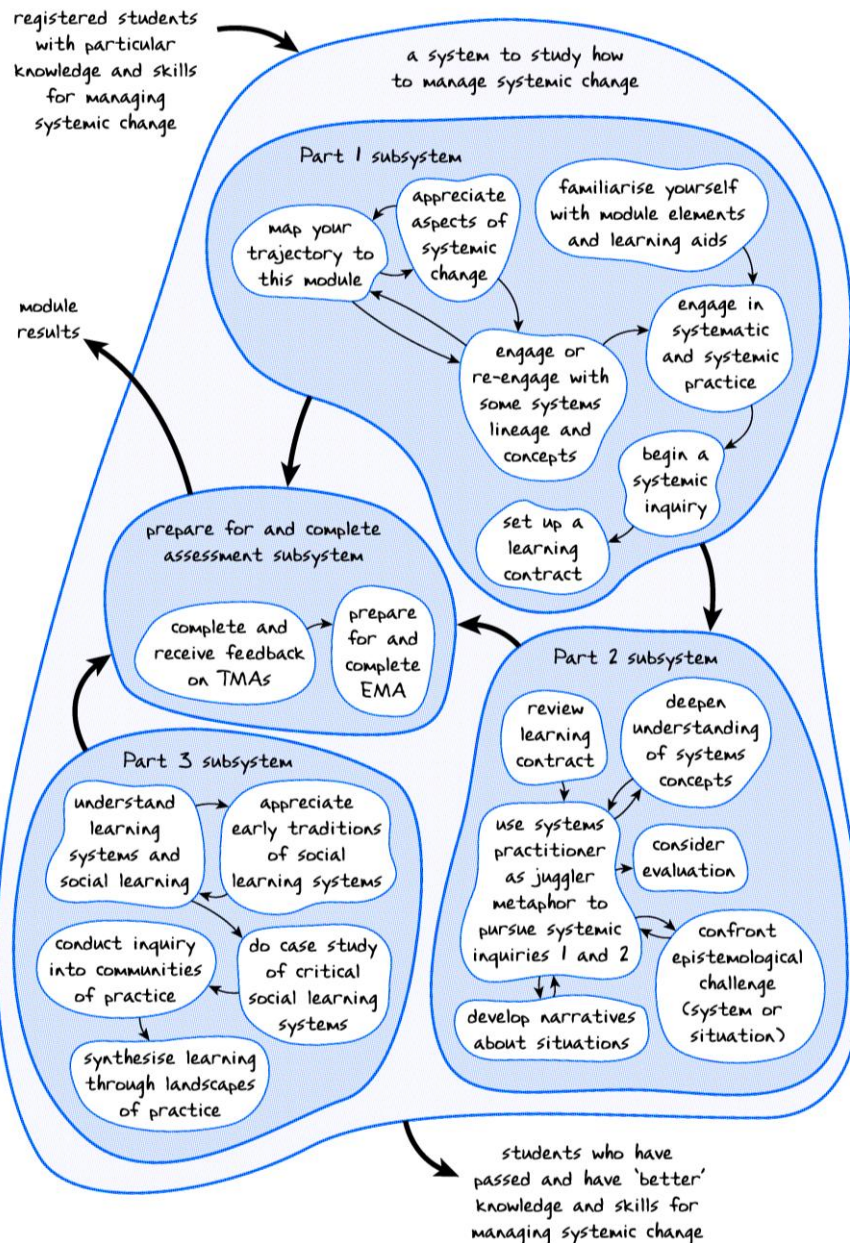 registered students
with particular
knowledge and skills
for managing
systemic change
a system to study how
to manage systemic change
Part 1 subsystem
map your
trajectory to
this module
appreciate
aspects of
systemic
change
familiarise yourself
with module elements
and learning aids
engage or
re-engage with
some systems
lineage and
concepts
engage in
systematic
and systemic
practice
begin a
systemic
inquiry
set up a
learning
contract
module
results
prepare for and complete
assessment subsystem
complete and
receive feedback
on TMAs
prepare
for and
complete
EMA
Part 2 subsystem
review
learning
contract
deepen
understanding
of systems
concepts
use systems
practitioner
as juggler
metaphor to
pursue systemic
inquiries 1 and 2
consider
evaluation
confront
epistemological
challenge
(system or
situation)
develop narratives
about situations
Part 3 subsystem
understand
learning
systems and
social learning
appreciate
early traditions
of social
learning systems
conduct inquiry
into communities
of practice
do case study
of critical
social learning
systems
synthesise learning
through landscapes
of practice
students who have
passed and have ‘better’
knowledge and skills for
managing systemic change